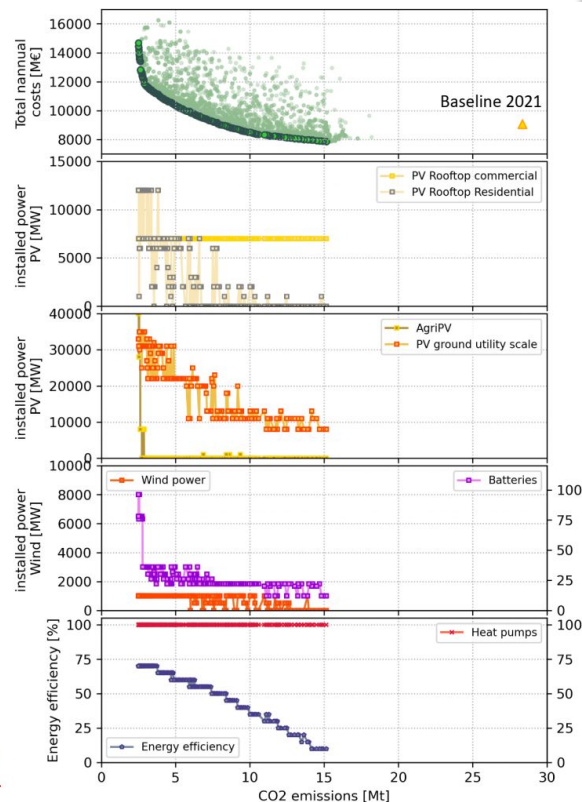 Total nannual
costs [M€]
16000
14000
12000
10000
8000
Baseline 2021
installed power
PV [MW]
15000
10000
5000
0
PV Rooftop commercial
PV Rooftop Residential
installed power
PV [MW]
40000
30000
20000
10000
0
AgriPV
PV ground utility scale
installed power
Wind [MW]
10000
8000
6000
4000
2000
0
Wind power
Batteries
100
75
50
25
0
Energy efficiency [%]
100
75
50
25
0
Heat pumps
Energy efficiency
100
75
50
25
0
0 5 10 15 20 25 30
CO2 emissions [Mt]